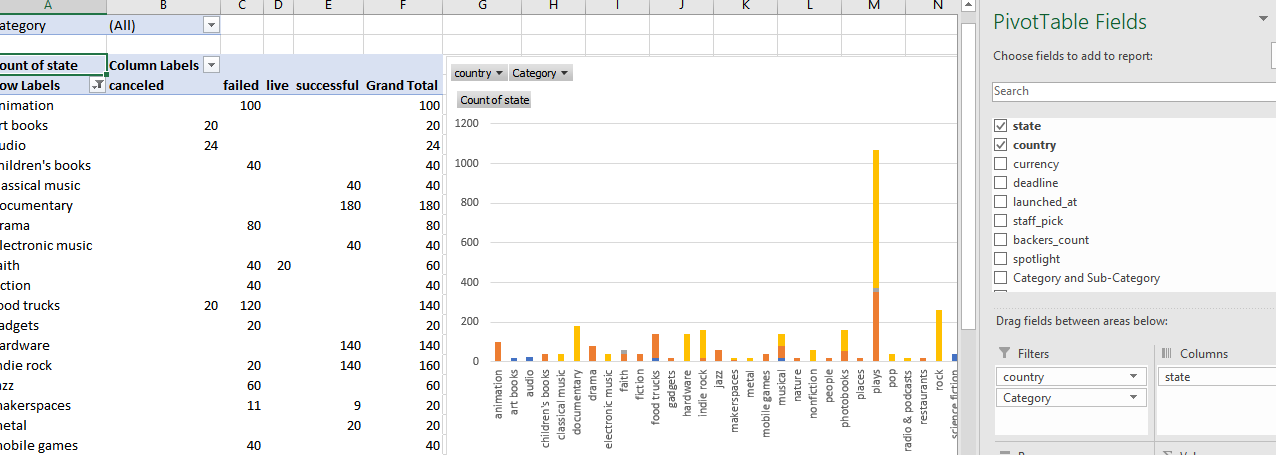 A B C D E F G H I J K L M N
ategory (All)
ount of state Column Labels
ow Labels canceled failed live successful Grand Total
nimation 100 100
rt books 20 20
udio 24 24
hildren's books 40 40
assical music 40 40
ocumentary 180 180
rama 80 80
lectronic music 40 40
aith 40 20 60
ction 40 40
ood trucks 20 120 140
adgets 20 20
ardware 140 140
ndie rock 20 140 160
azz 60 60
akerspaces 11 9 20
etal 20 20
obile games 40 40
country Category
Count of state
1200
1000
800
600
400
200
0
animation
art books
audio
children's books
classical music
documentary
drama
electronic music
faith
fiction
food trucks
gadgets
hardware
indie rock
jazz
makerspaces
metal
mobile games
musical
nature
nonfiction
people
photobooks
places
plays
pop
radio & podcasts
restaurants
rock
science fiction
PivotTable Fields
Choose fields to add to report:
Search
state
country
currency
deadline
launched_at
staff_pick
backers_count
spotlight
Category and Sub-Category
Drag fields between areas below:
Filters
country
Category
Columns
state